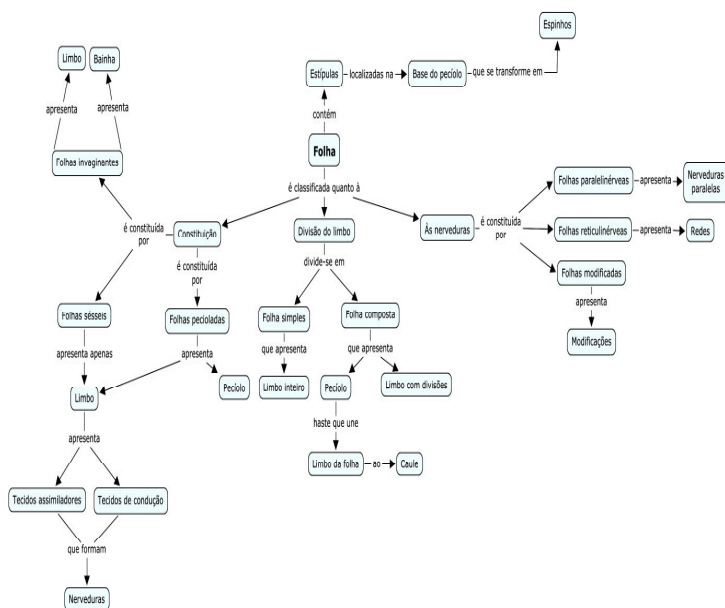 Espinhos
Limbo
Bainha
Estípulas
localizadas na
Base do pecíolo
que se transforme em
apresenta
apresenta
contém
Folha
Folhas invaginantes
é classificada quanto à
Folhas paralelinérveas
apresenta
Nerveduras
paralelas
é constituída
por
Constituição
Divisão do limbo
Às nerveduras
é constituída
por
Folhas reticulinérveas
apresenta
Redes
é constituída
por
divide-se em
Folhas modificadas
apresenta
Modificações
Folhas sésseis
Folhas pecioladas
Folha simples
Folha composta
apresenta apenas
apresenta
que apresenta
que apresenta
Limbo
Pecíolo
Limbo inteiro
Pecíolo
Limbo com divisões
haste que une
apresenta
Limbo da folha
ao
Caule
Tecidos assimiladores
Tecidos de condução
que formam
Nerveduras